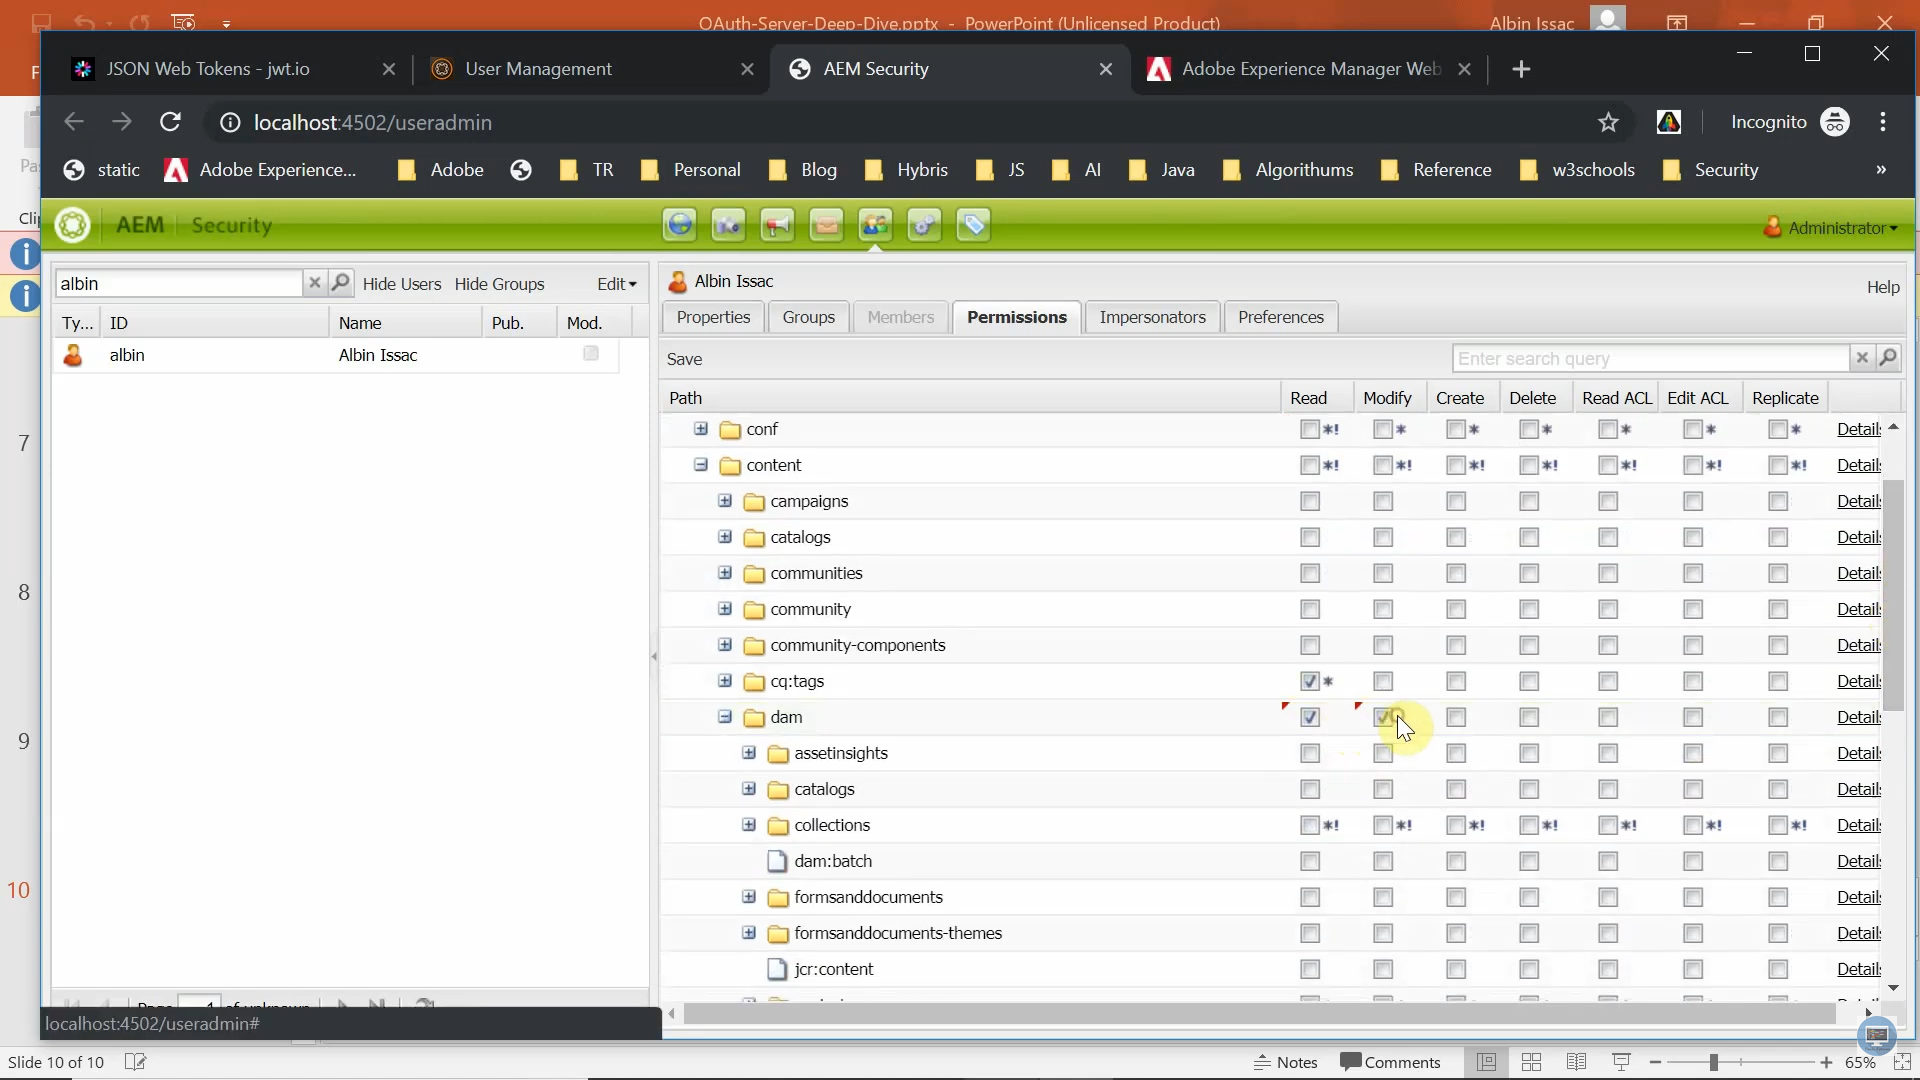 OAuth-Server-Deep-Dive.pptx - PowerPoint (Unlicensed Product)
Albin Issac
JSON Web Tokens - jwt.io
User Management
AEM Security
Adobe Experience Manager Web
localhost:4502/useradmin
Incognito
static
Adobe Experience...
Adobe
TR
Personal
Blog
Hybris
JS
AI
Java
Algorithums
Reference
w3schools
Security
»
Clip
AEM Security
Administrator
albin
Hide Users Hide Groups Edit
Albin Issac
Help
Ty... ID Name Pub. Mod.
albin Albin Issac
Properties Groups Members Permissions Impersonators Preferences
Save
Enter search query
Path Read Modify Create Delete Read ACL Edit ACL Replicate
conf *! * * * * * * Details
content *! *! *! *! *! *! *! Details
campaigns Details
catalogs Details
communities Details
community Details
community-components Details
cq:tags * Details
dam Details
assetinsights Details
catalogs Details
collections *! *! *! *! *! *! *! Details
dam:batch Details
formsanddocuments Details
formsanddocuments-themes Details
jcr:content Details
7
8
9
10
Page 1 of unknown
localhost:4502/useradmin#
Slide 10 of 10
Notes
Comments
65%